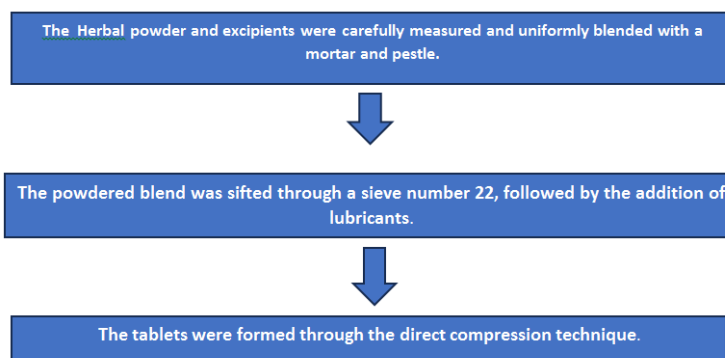 The Herbal powder and excipients were carefully measured and uniformly blended with a
mortar and pestle.
The powdered blend was sifted through a sieve number 22, followed by the addition of
lubricants.
The tablets were formed through the direct compression technique.